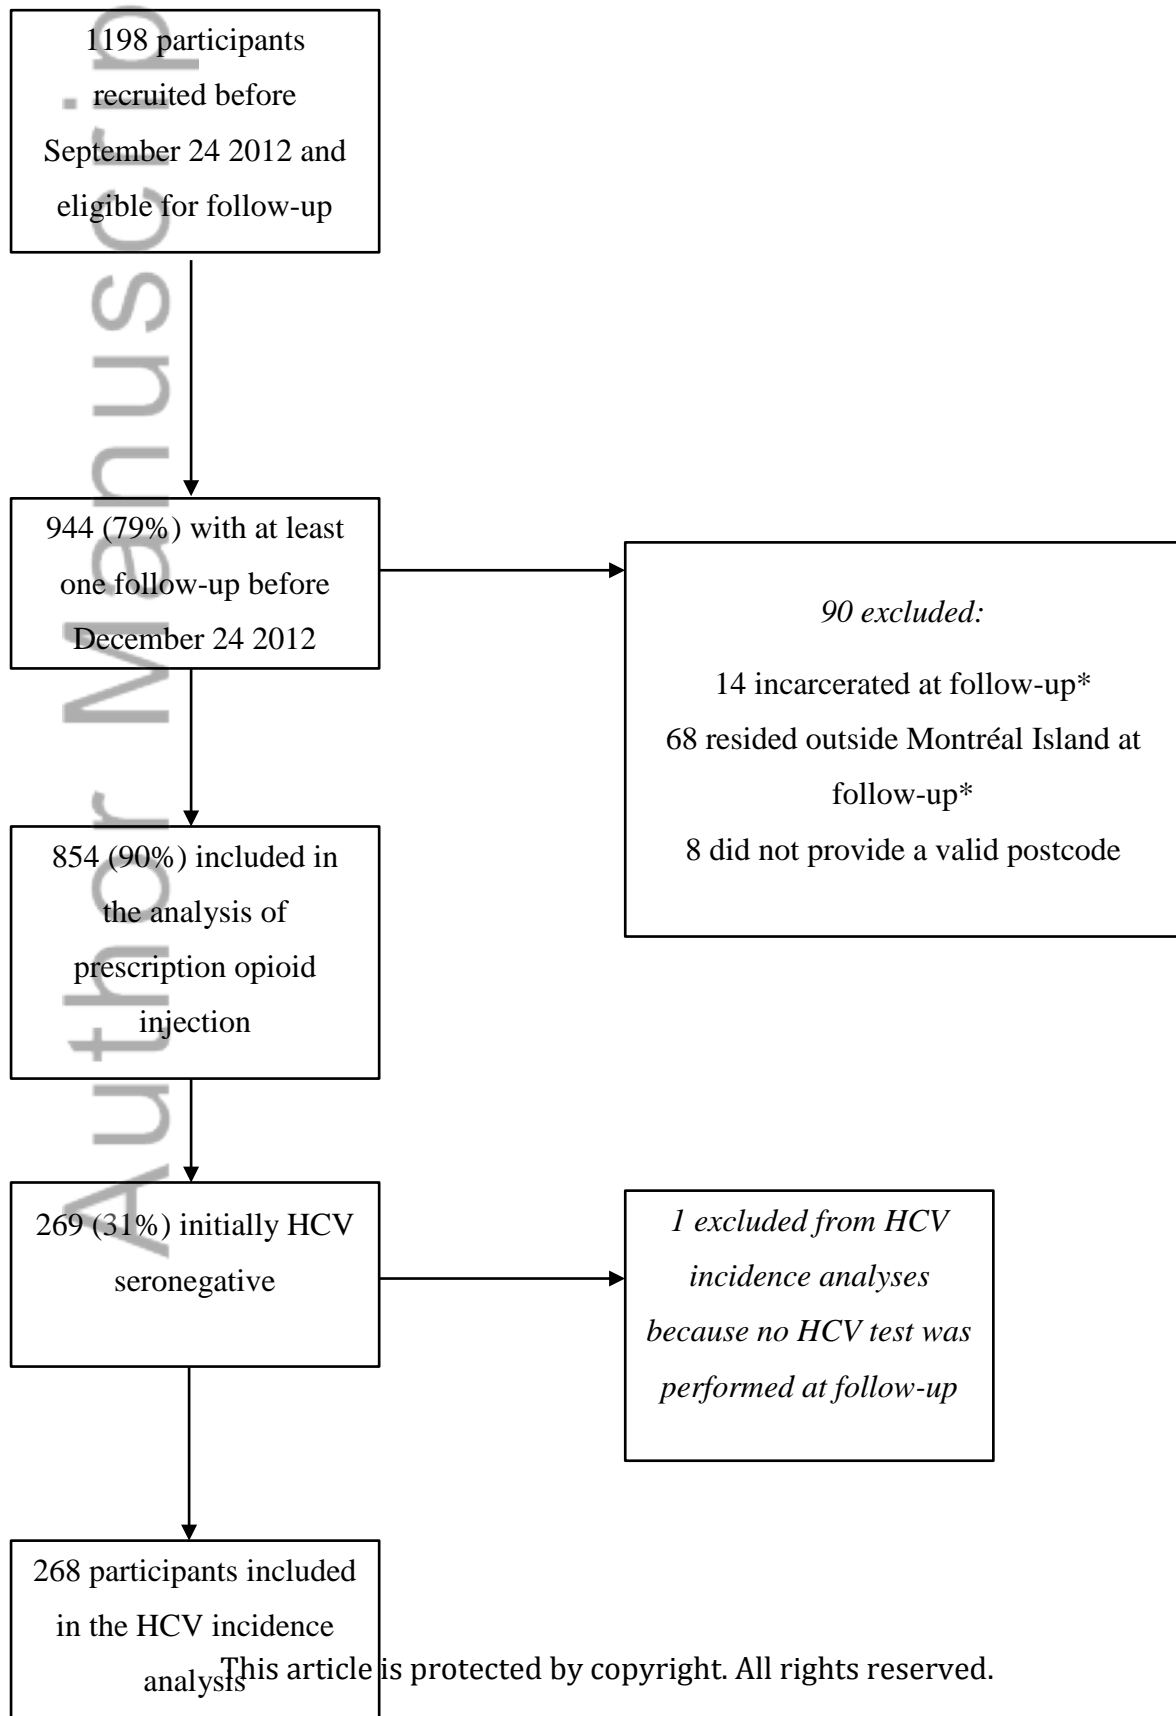 1198 participants
recruited before
September 24 2012 and
eligible for follow-up
944 (79%) with at least
one follow-up before
December 24 2012
90 excluded:
14 incarcerated at follow-up*
68 resided outside Montréal Island at
follow-up*
8 did not provide a valid postcode
854 (90%) included in
the analysis of
prescription opioid
injection
269 (31%) initially HCV
seronegative
1 excluded from HCV
incidence analyses
because no HCV test was
performed at follow-up
268 participants included
in the HCV incidence
analysis
This article is protected by copyright. All rights reserved.
Author Manuscrip